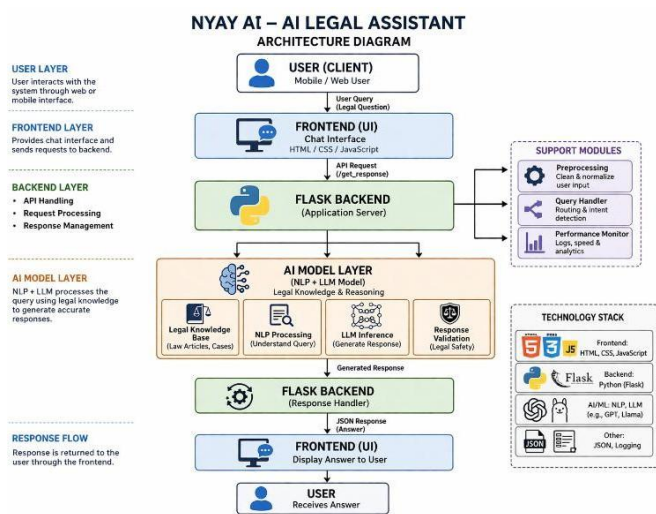 NYAY AI – AI LEGAL ASSISTANT
ARCHITECTURE DIAGRAM
USER LAYER
User interacts with the
system through web or
mobile interface.
USER (CLIENT)
Mobile / Web User
User Query
(Legal Question)
FRONTEND LAYER
Provides chat interface and
sends requests to backend.
FRONTEND (UI)
Chat Interface
HTML / CSS / JavaScript
API Request
(/get_response)
BACKEND LAYER
• API Handling
• Request Processing
• Response Management
FLASK BACKEND
(Application Server)
SUPPORT MODULES
Preprocessing
Clean & normalize
user input
Query Handler
Routing & intent
detection
Performance Monitor
Logs, speed &
analytics
AI MODEL LAYER
NLP + LLM processes the
query using legal knowledge
to generate accurate
responses.
AI MODEL LAYER
(NLP + LLM Model)
Legal Knowledge & Reasoning
Legal Knowledge
Base
(Law Articles, Cases)
NLP Processing
(Understand Query)
LLM Inference
(Generate Response)
Response
Validation
(Legal Safety)
Generated Response
FLASK BACKEND
(Response Handler)
JSON Response
(Answer)
RESPONSE FLOW
Response is returned to the
user through the frontend.
FRONTEND (UI)
Display Answer to User
USER
Receives Answer
TECHNOLOGY STACK
HTML
5
CSS
3
JS
Frontend:
HTML, CSS, JavaScript
Flask
Backend:
Python (Flask)
AI/ML: NLP, LLM
(e.g., GPT, Llama)
JSON
Other:
JSON, Logging